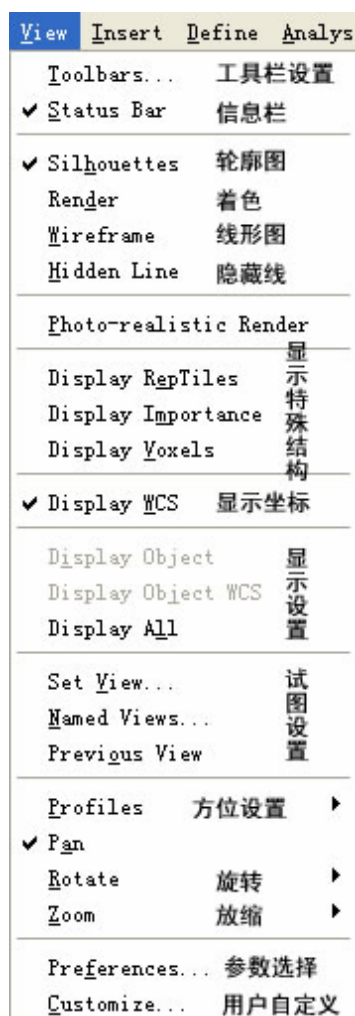 View Insert Define Analys
Toolbars... 工具栏设置
Status Bar 信息栏
Silhouettes 轮廓图
Render 着色
Wireframe 线形图
Hidden Line 隐藏线
Photo-realistic Render
Display RepTiles
Display Importance
Display Voxels
显示特殊结构
Display WCS 显示坐标
Display Object
Display Object WCS
Display All
显示设置
Set View...
Named Views...
Previous View
试图设置
Profiles 方位设置
Pan
Rotate 旋转
Zoom 放缩
Preferences... 参数选择
Customize... 用户自定义